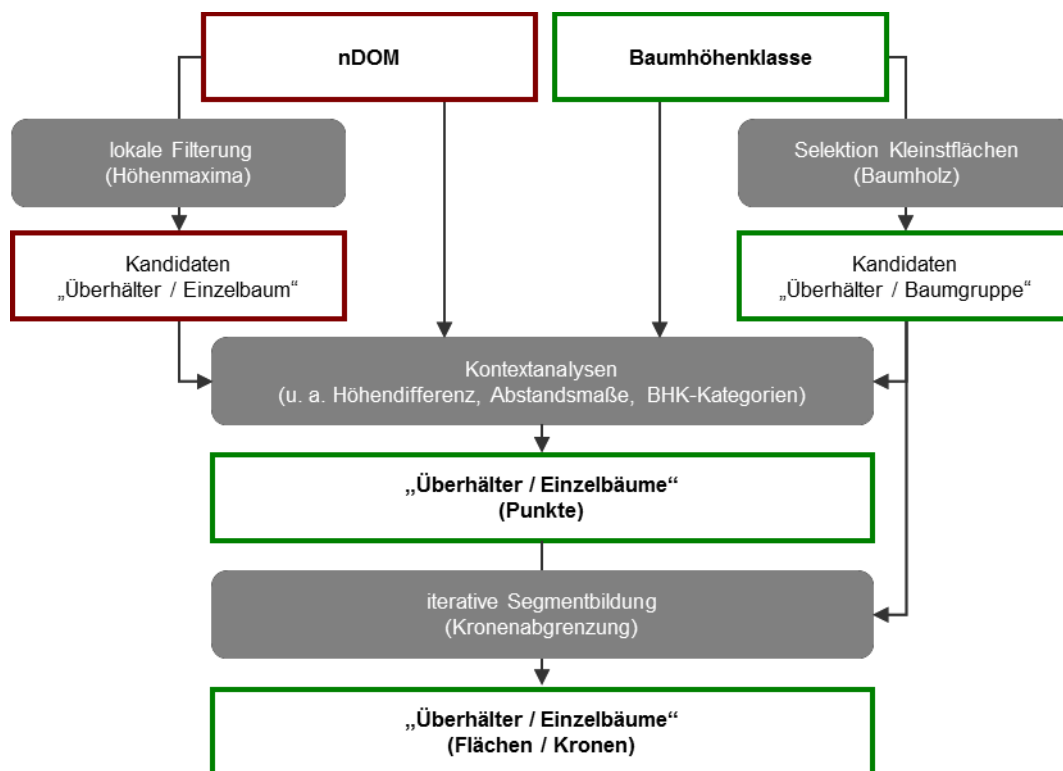 nDOM
Baumhöhenklasse
lokale Filterung
(Höhenmaxima)
Selektion Kleinstflächen
(Baumholz)
Kandidaten
„Überhälter / Einzelbaum“
Kandidaten
„Überhälter / Baumgruppe“
Kontextanalysen
(u. a. Höhendifferenz, Abstandsmaße, BHK-Kategorien)
„Überhälter / Einzelbäume“
(Punkte)
iterative Segmentbildung
(Kronenabgrenzung)
„Überhälter / Einzelbäume“
(Flächen / Kronen)